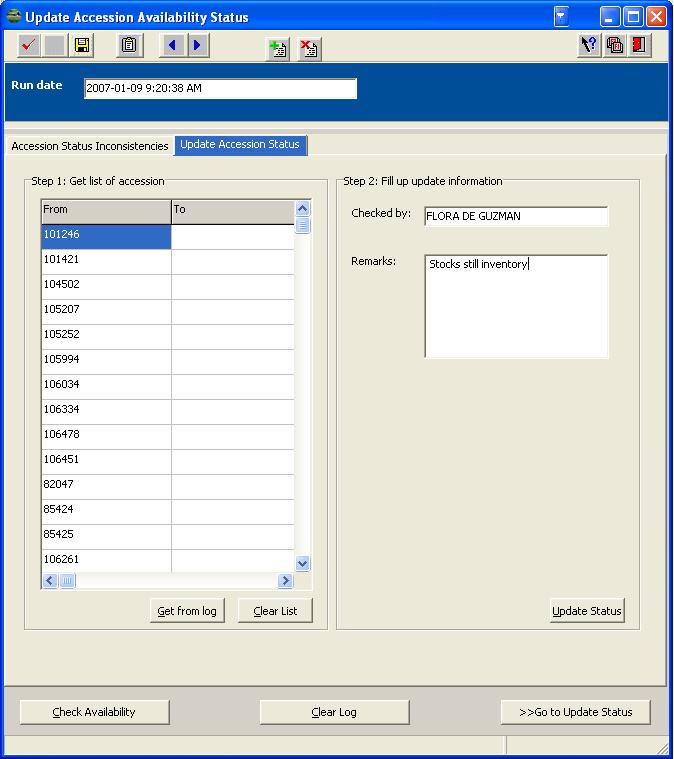 Update Accession Availability Status
Run date
2007-01-09 9:20:38 AM
Accession Status Inconsistencies
Update Accession Status
Step 1: Get list of accession
From To
101246
101421
104502
105207
105252
105994
106034
106334
106478
106451
82047
85424
85425
106261
Get from log
Clear List
Step 2: Fill up update information
Checked by: FLORA DE GUZMAN
Remarks: Stocks still inventory
Update Status
Check Availability
Clear Log
>>Go to Update Status